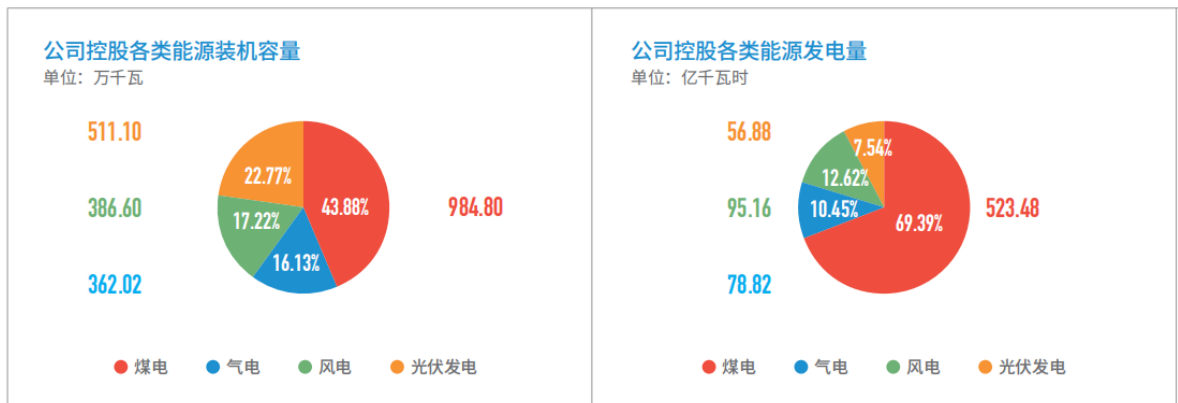 公司控股各类能源装机容量
单位：万千瓦
511.10
386.60
362.02
22.77%
17.22%
16.13%
43.88%
984.80
煤电
气电
风电
光伏发电
公司控股各类能源发电量
单位：亿千瓦时
56.88
95.16
78.82
7.54%
12.62%
10.45%
69.39%
523.48
煤电
气电
风电
光伏发电